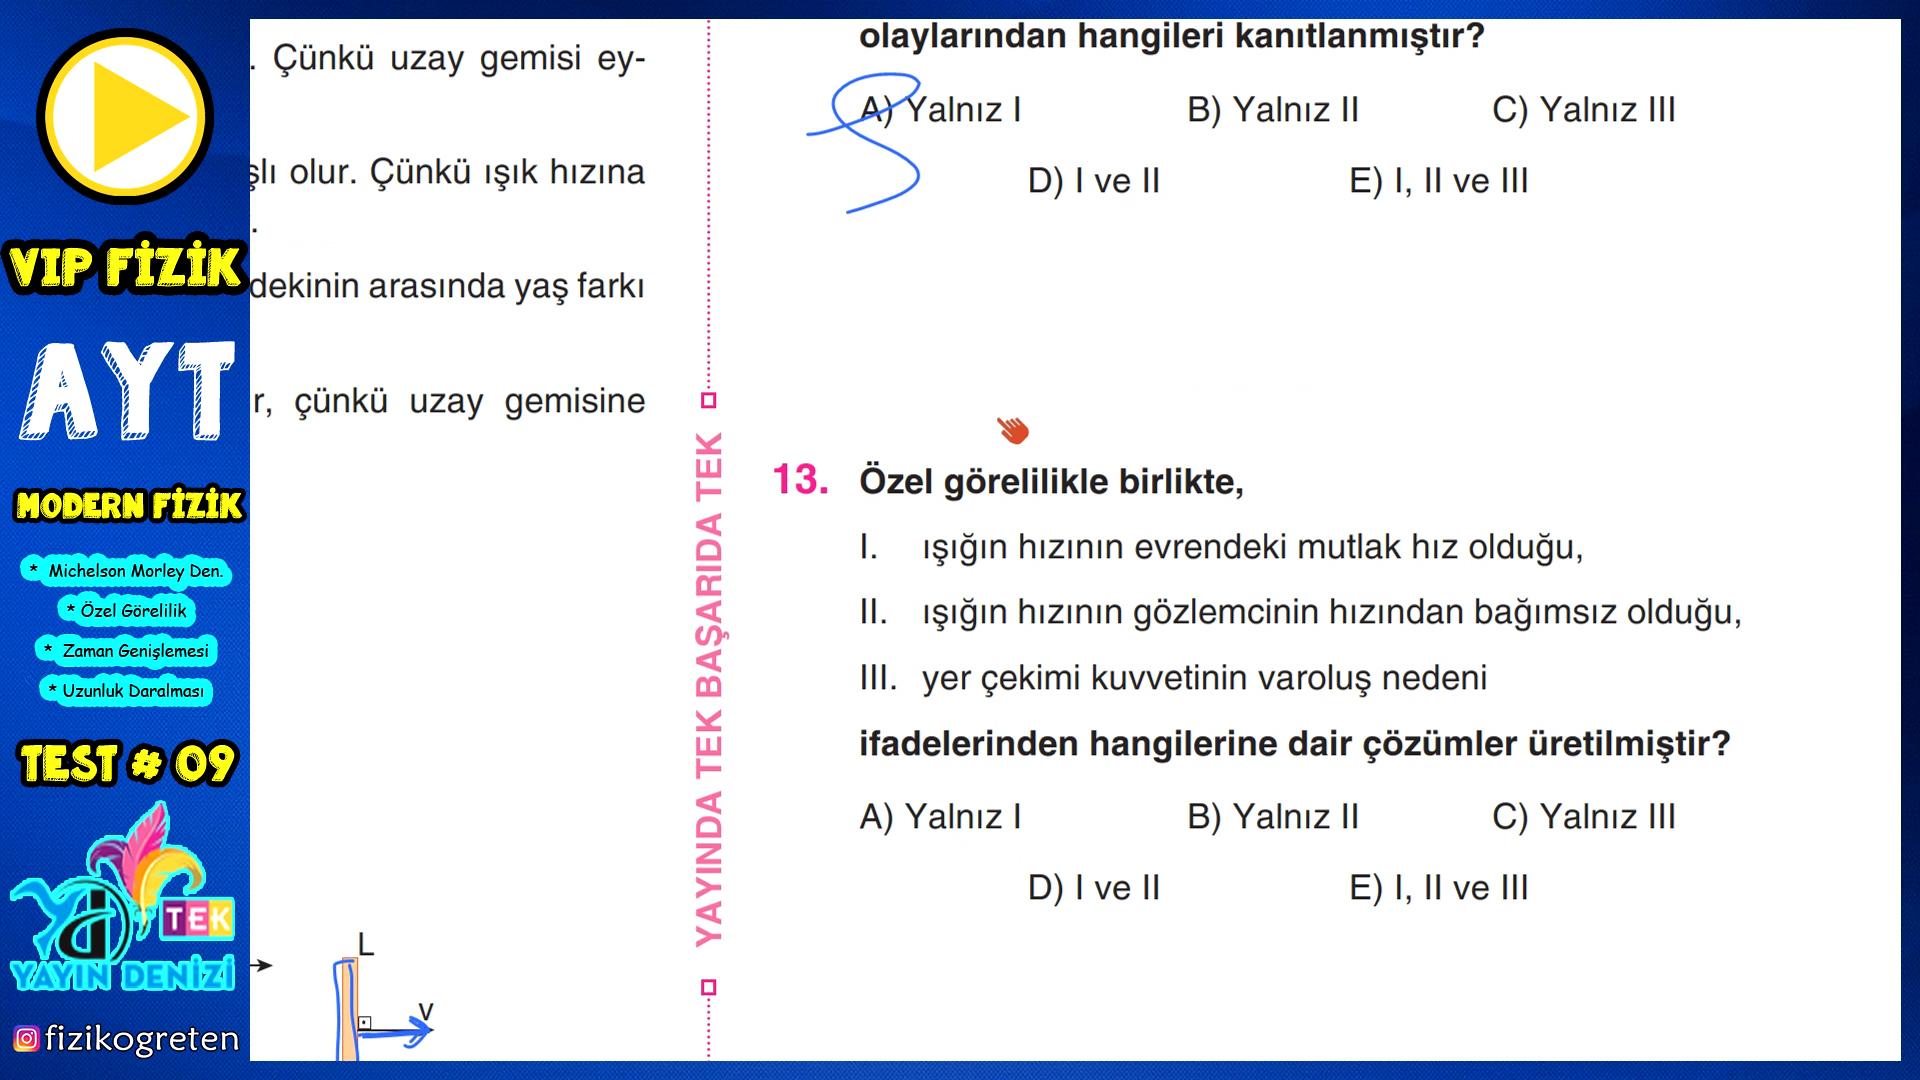 VIP FİZİK
AYT
MODERN FİZİK
* Michelson Morley Den.
* Özel Görelilik
* Zaman Genişlemesi
* Uzunluk Daralması
TEST # 09
TEK
YAYIN DENİZİ
fizikogreten
. Çünkü uzay gemisi ey-
şlı olur. Çünkü ışık hızına
.
dekinin arasında yaş farkı
r, çünkü uzay gemisine
L
v
YAYINDA TEK BAŞARIDA TEK
olaylarından hangileri kanıtlanmıştır?
A) Yalnız I B) Yalnız II C) Yalnız III
D) I ve II E) I, II ve III
13. Özel görelilikle birlikte,
I. ışığın hızının evrendeki mutlak hız olduğu,
II. ışığın hızının gözlemcinin hızından bağımsız olduğu,
III. yer çekimi kuvvetinin varoluş nedeni
ifadelerinden hangilerine dair çözümler üretilmiştir?
A) Yalnız I B) Yalnız II C) Yalnız III
D) I ve II E) I, II ve III